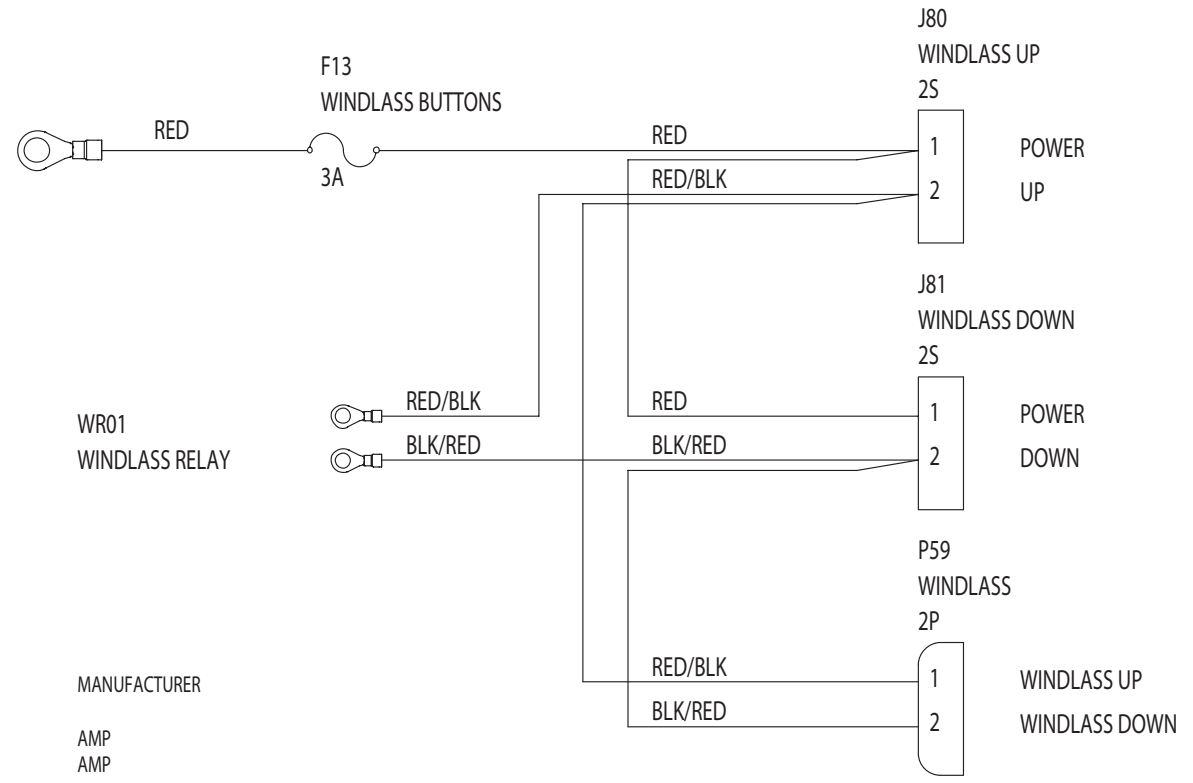 J80
WINDLASS UP
2S
F13
WINDLASS BUTTONS
RED
3A
RED
1
POWER
RED/BLK
2
UP
J81
WINDLASS DOWN
2S
WR01
WINDLASS RELAY
RED/BLK
RED
1
POWER
BLK/RED
BLK/RED
2
DOWN
P59
WINDLASS
2P
RED/BLK
1
WINDLASS UP
BLK/RED
2
WINDLASS DOWN
MANUFACTURER
AMP
AMP